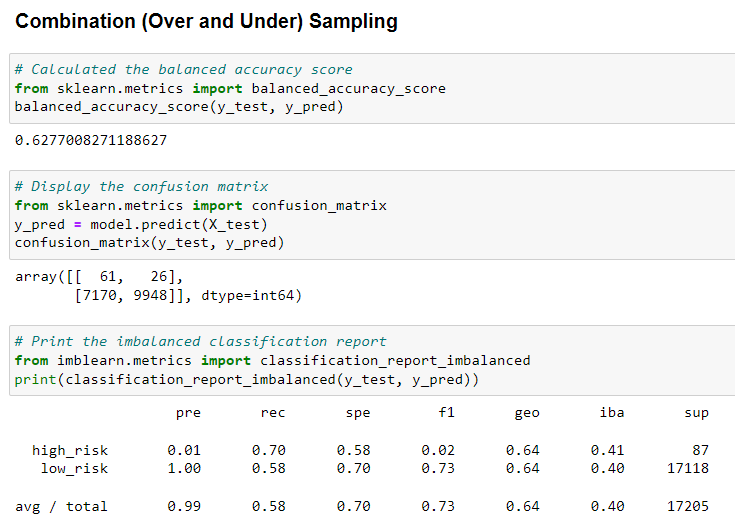 Combination (Over and Under) Sampling
# Calculated the balanced accuracy score
from sklearn.metrics import balanced_accuracy_score
balanced_accuracy_score(y_test, y_pred)
0.6277008271188627
# Display the confusion matrix
from sklearn.metrics import confusion_matrix
y_pred = model.predict(X_test)
confusion_matrix(y_test, y_pred)
array([[  61,   26],
       [7170, 9948]], dtype=int64)
# Print the imbalanced classification report
from imblearn.metrics import classification_report_imbalanced
print(classification_report_imbalanced(y_test, y_pred))
                   pre       rec       spe        f1       geo       iba       sup
  high_risk       0.01      0.70      0.58      0.02      0.64      0.41        87
   low_risk       1.00      0.58      0.70      0.73      0.64      0.40     17118
avg / total       0.99      0.58      0.70      0.73      0.64      0.40     17205